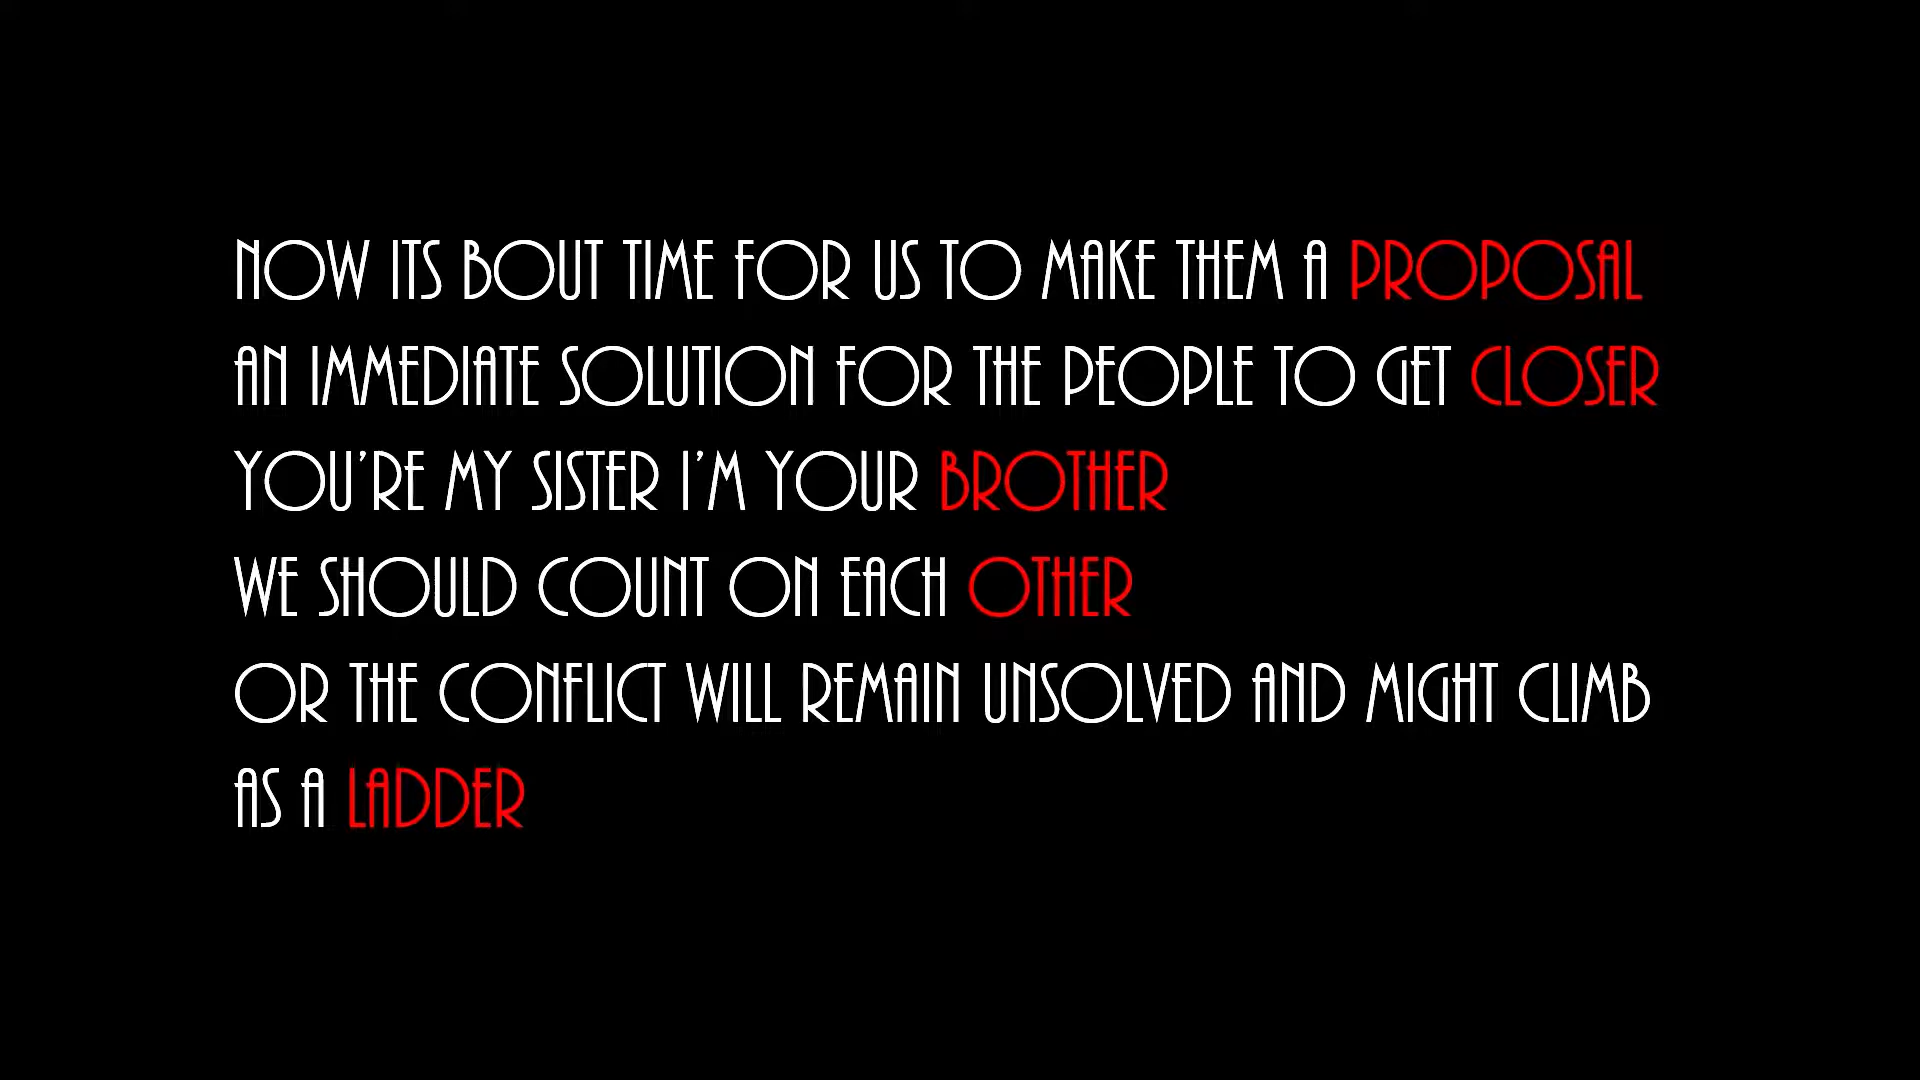 NOW ITS BOUT TIME FOR US TO MAKE THEM A PROPOSAL
AN IMMEDIATE SOLUTION FOR THE PEOPLE TO GET CLOSER
YOU'RE MY SISTER I'M YOUR BROTHER
WE SHOULD COUNT ON EACH OTHER
OR THE CONFLICT WILL REMAIN UNSOLVED AND MIGHT CLIMB
AS A LADDER